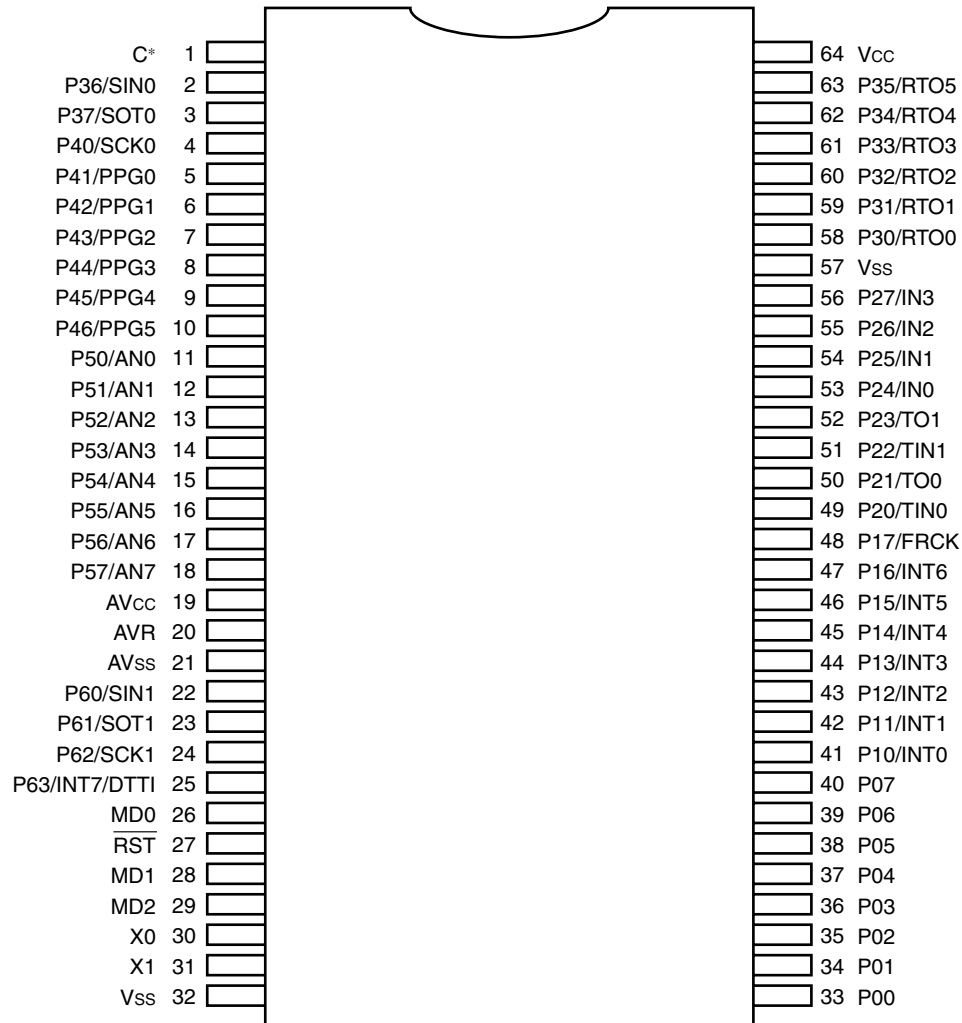 C* 1
P36/SIN0 2
P37/SOT0 3
P40/SCK0 4
P41/PPG0 5
P42/PPG1 6
P43/PPG2 7
P44/PPG3 8
P45/PPG4 9
P46/PPG5 10
P50/AN0 11
P51/AN1 12
P52/AN2 13
P53/AN3 14
P54/AN4 15
P55/AN5 16
P56/AN6 17
P57/AN7 18
AVCC 19
AVR 20
AVSS 21
P60/SIN1 22
P61/SOT1 23
P62/SCK1 24
P63/INT7/DTTI 25
MD0 26
RST 27
MD1 28
MD2 29
X0 30
X1 31
VSS 32
64 VCC
63 P35/RTO5
62 P34/RTO4
61 P33/RTO3
60 P32/RTO2
59 P31/RTO1
58 P30/RTO0
57 VSS
56 P27/IN3
55 P26/IN2
54 P25/IN1
53 P24/IN0
52 P23/TO1
51 P22/TIN1
50 P21/TO0
49 P20/TIN0
48 P17/FRCK
47 P16/INT6
46 P15/INT5
45 P14/INT4
44 P13/INT3
43 P12/INT2
42 P11/INT1
41 P10/INT0
40 P07
39 P06
38 P05
37 P04
36 P03
35 P02
34 P01
33 P00